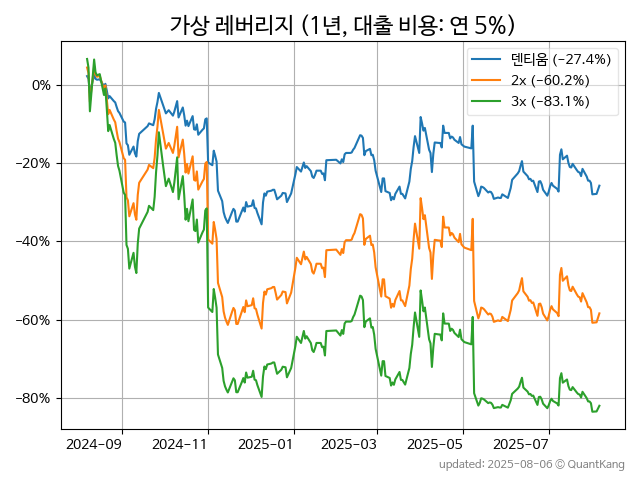 가상 레버리지 (1년, 대출 비용: 연 5%)
덴티움 (−27.4%)
2x (−60.2%)
3x (−83.1%)
0%
−20%
−40%
−60%
−80%
2024-09 2024-11 2025-01 2025-03 2025-05 2025-07
updated: 2025-08-06 © QuantKang